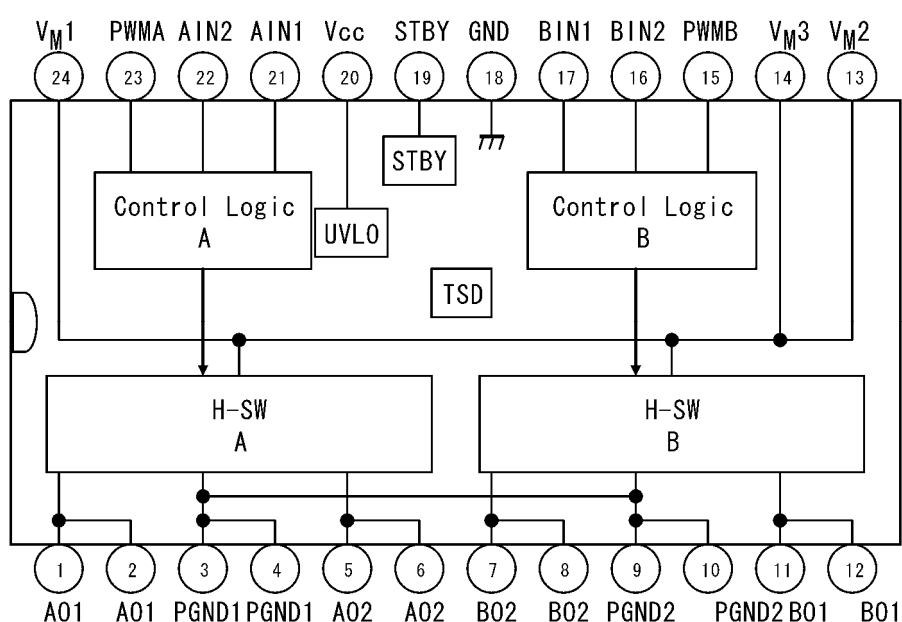 VM1 PWMA AIN2 AIN1 Vcc STBY GND BIN1 BIN2 PWMB VM3 VM2
24 23 22 21 20 19 18 17 16 15 14 13
STBY
Control Logic
A
UVLO
Control Logic
B
TSD
H-SW
A
H-SW
B
1 2 3 4 5 6 7 8 9 10 11 12
AO1 AO1 PGND1 PGND1 AO2 AO2 BO2 BO2 PGND2 PGND2 BO1 BO1